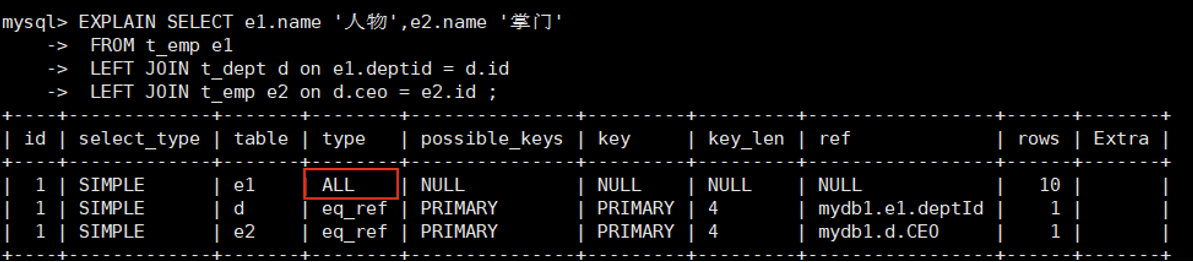 mysql> EXPLAIN SELECT e1.name '人物',e2.name '掌门'
    ->  FROM t_emp e1
    ->  LEFT JOIN t_dept d on e1.deptid = d.id
    ->  LEFT JOIN t_emp e2 on d.ceo = e2.id ;
+----+-------------+-------+--------+---------------+---------+---------+-----------------+------+-------+
| id | select_type | table | type   | possible_keys | key     | key_len | ref             | rows | Extra |
+----+-------------+-------+--------+---------------+---------+---------+-----------------+------+-------+
|  1 | SIMPLE      | e1    | ALL    | NULL          | NULL    | NULL    | NULL            |   10 |       |
|  1 | SIMPLE      | d     | eq_ref | PRIMARY       | PRIMARY | 4       | mydb1.e1.deptId |    1 |       |
|  1 | SIMPLE      | e2    | eq_ref | PRIMARY       | PRIMARY | 4       | mydb1.d.CEO     |    1 |       |
+----+-------------+-------+--------+---------------+---------+---------+-----------------+------+-------+